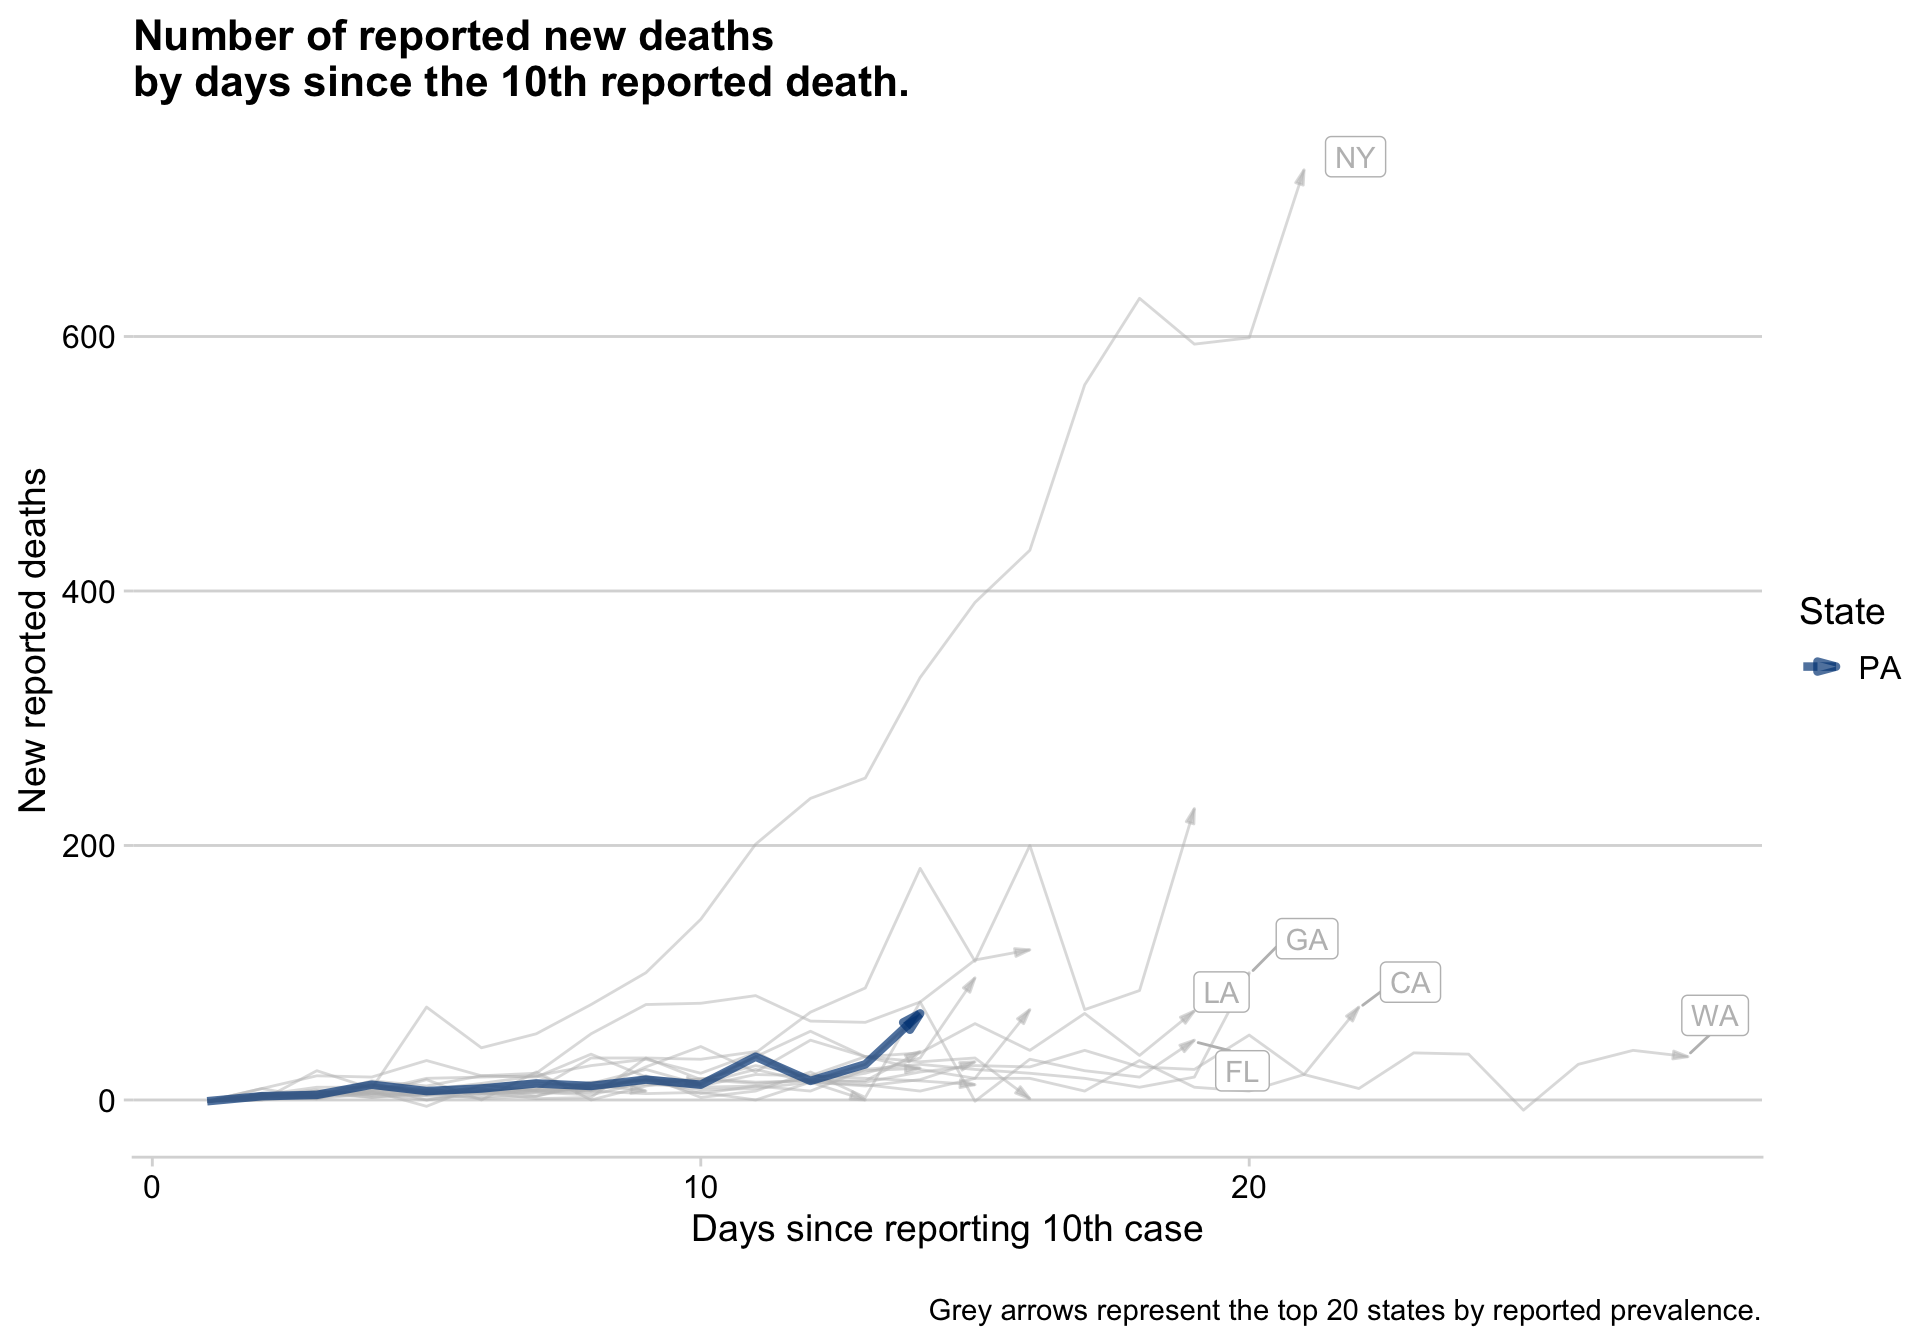 Number of reported new deaths
by days since the 10th reported death.
NY
600
400
200
0
New reported deaths
GA
LA
CA
WA
FL
State
PA
0 10 20
Days since reporting 10th case
Grey arrows represent the top 20 states by reported prevalence.